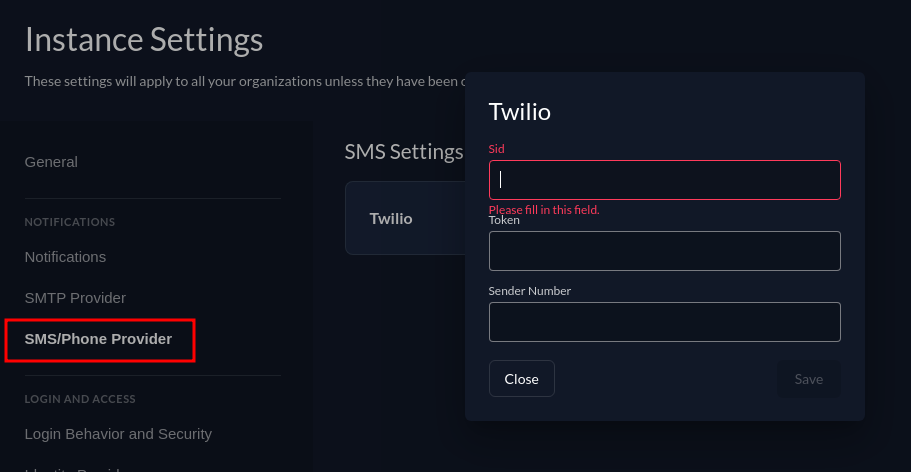 Instance Settings
These settings will apply to all your organizations unless they have been
General
NOTIFICATIONS
Notifications
SMTP Provider
SMS/Phone Provider
LOGIN AND ACCESS
Login Behavior and Security
SMS Settings
Twilio
Twilio
Sid
Please fill in this field.
Token
Sender Number
Close
Save